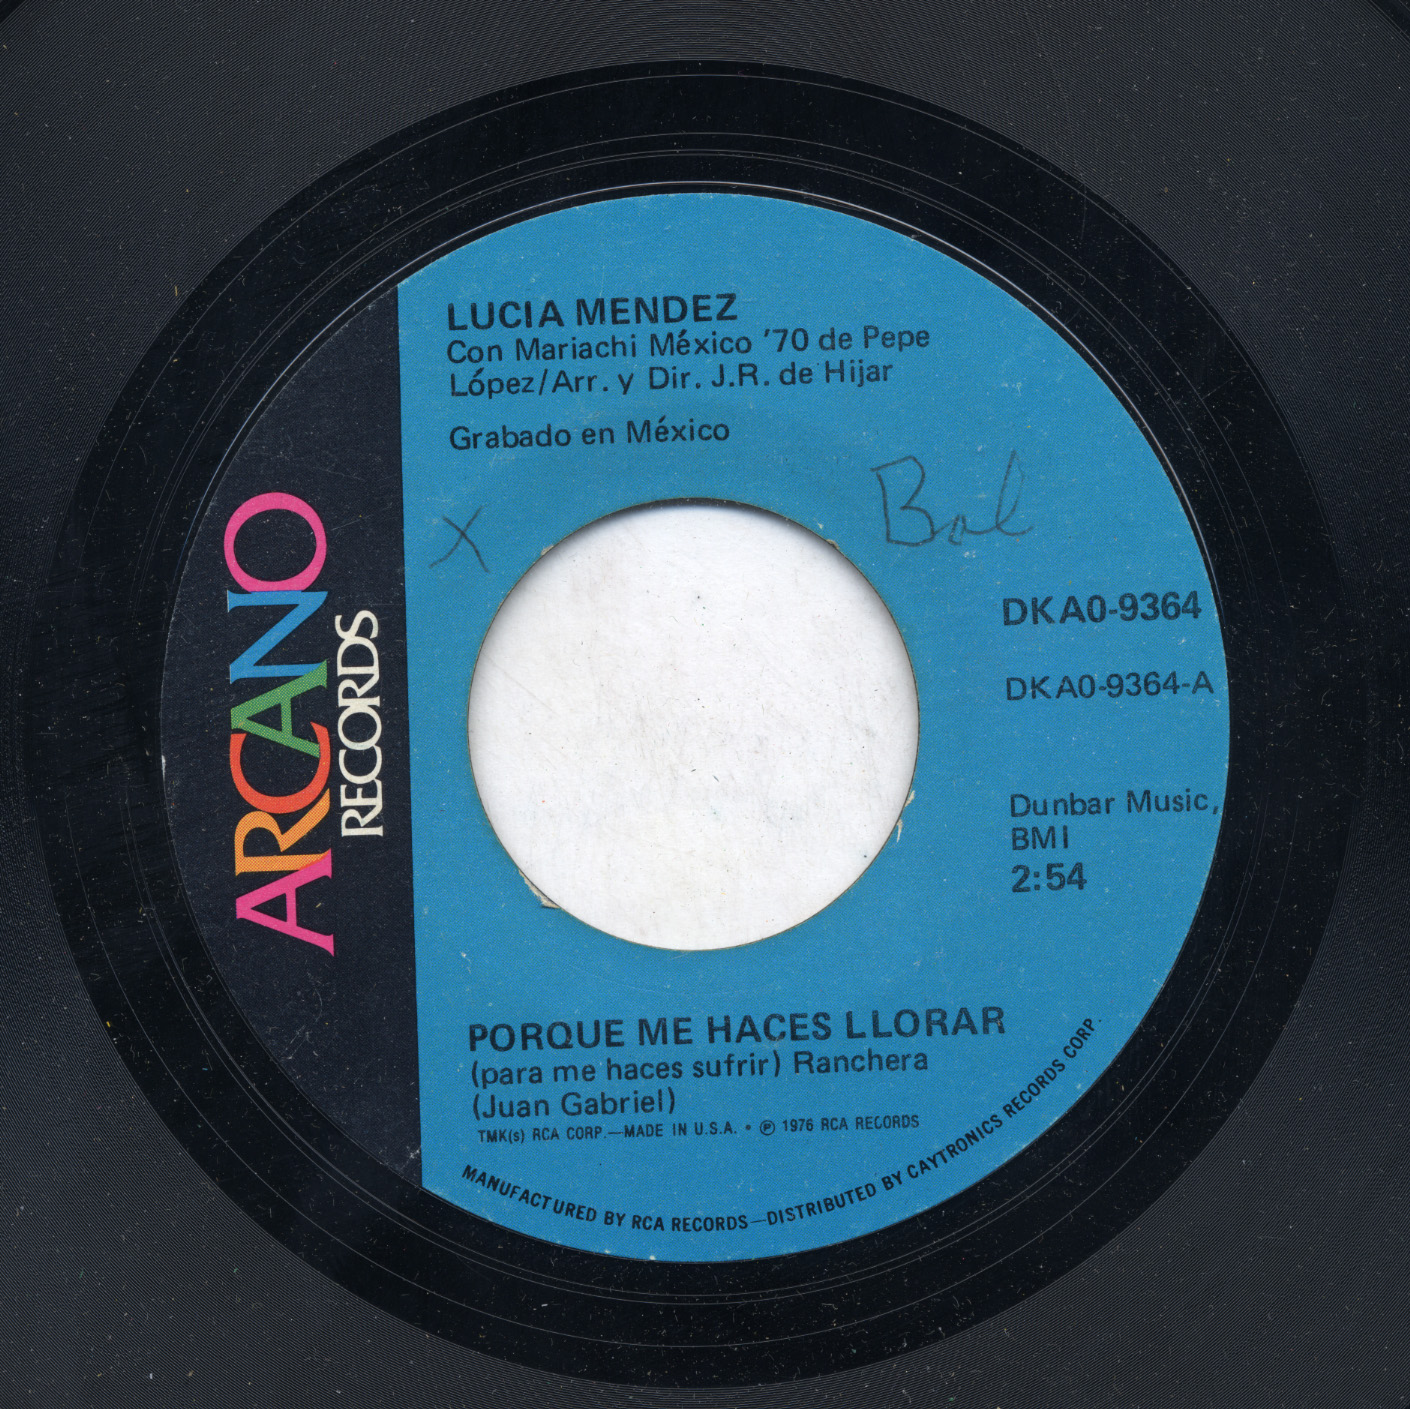 LUCIA MENDEZ
Con Mariachi México '70 de Pepe
López/Arr. y Dir. J.R. de Hijar
Grabado en México
X
Bal
ARCANO
RECORDS
DKA0-9364
DKA0-9364-A
Dunbar Music,
BMI
2:54
PORQUE ME HACES LLORAR
(para me haces sufrir) Ranchera
(Juan Gabriel)
TMK(s) RCA CORP.—MADE IN U.S.A. • ℗ 1976 RCA RECORDS
MANUFACTURED BY RCA RECORDS—DISTRIBUTED BY CAYTRONICS RECORDS CORP.